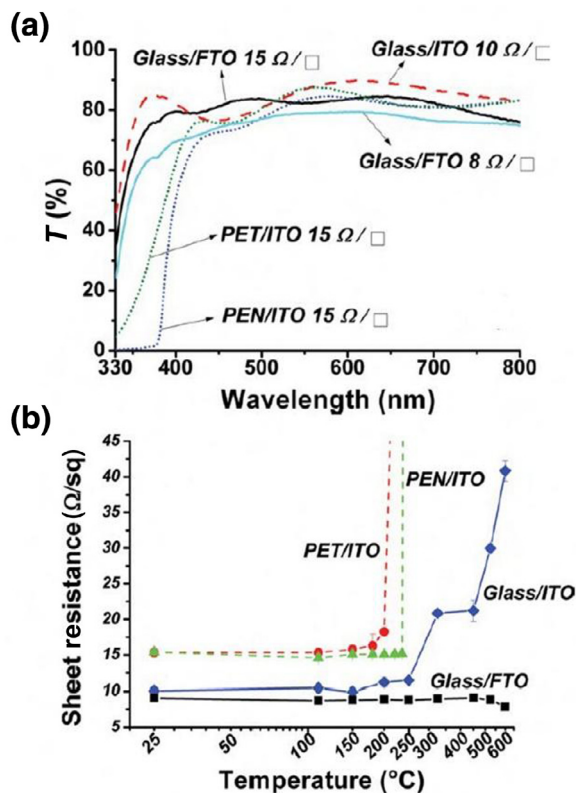 (a)
100
80
60
40
20
0
T (%)
Glass/FTO 15 Ω/□
Glass/ITO 10 Ω/□
Glass/FTO 8 Ω/□
PET/ITO 15 Ω/□
PEN/ITO 15 Ω/□
330 400 500 600 700 800
Wavelength (nm)
(b)
45
40
35
30
25
20
15
10
5
Sheet resistance(Ω/sq)
PEN/ITO
PET/ITO
Glass/ITO
Glass/FTO
25 50 100 150 200 250 300 400 500 600
Temperature (°C)